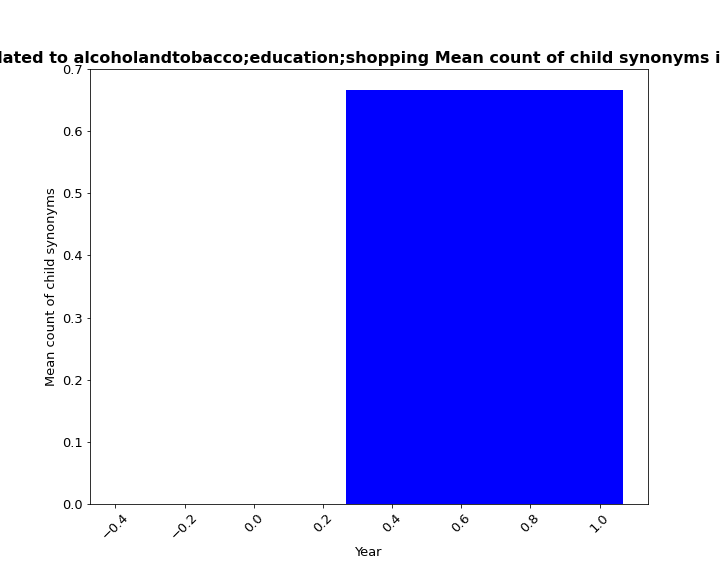 to alcoholandtobacco;education;shopping Mean count of child synonyms
0.7
0.6
0.5
0.4
0.3
0.2
0.1
0.0
Mean count of child synonyms
−0.4 −0.2 0.0 0.2 0.4 0.6 0.8 1.0
Year